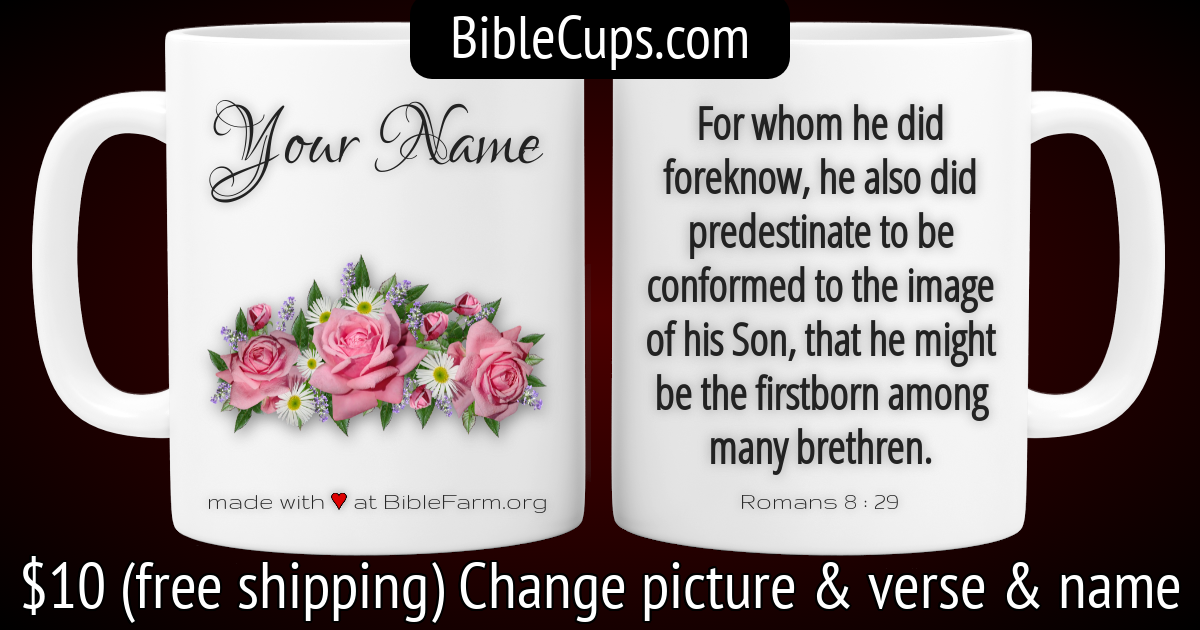 BibleCups.com
Your Name
made with ♥ at BibleFarm.org
For whom he did
foreknow, he also did
predestinate to be
conformed to the image
of his Son, that he might
be the firstborn among
many brethren.
Romans 8 : 29
$10 (free shipping) Change picture & verse & name